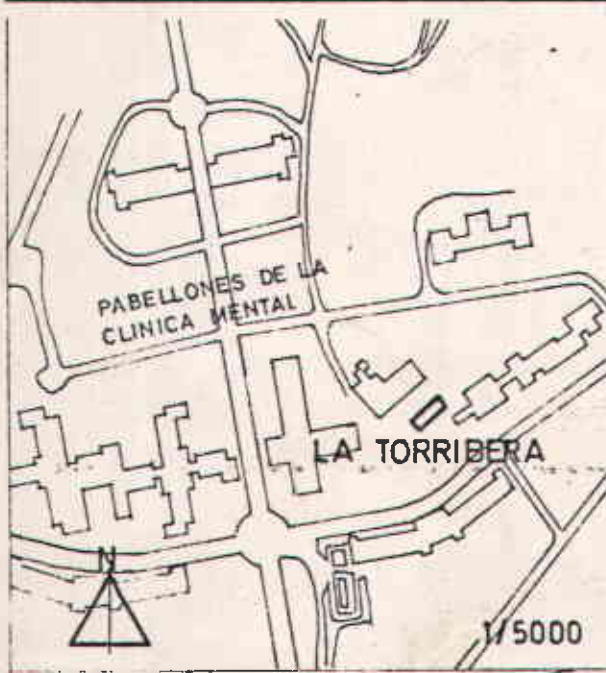 PABELLONES DE LA
CLINICA MENTAL
LA TORRIBERA
N
1/5000